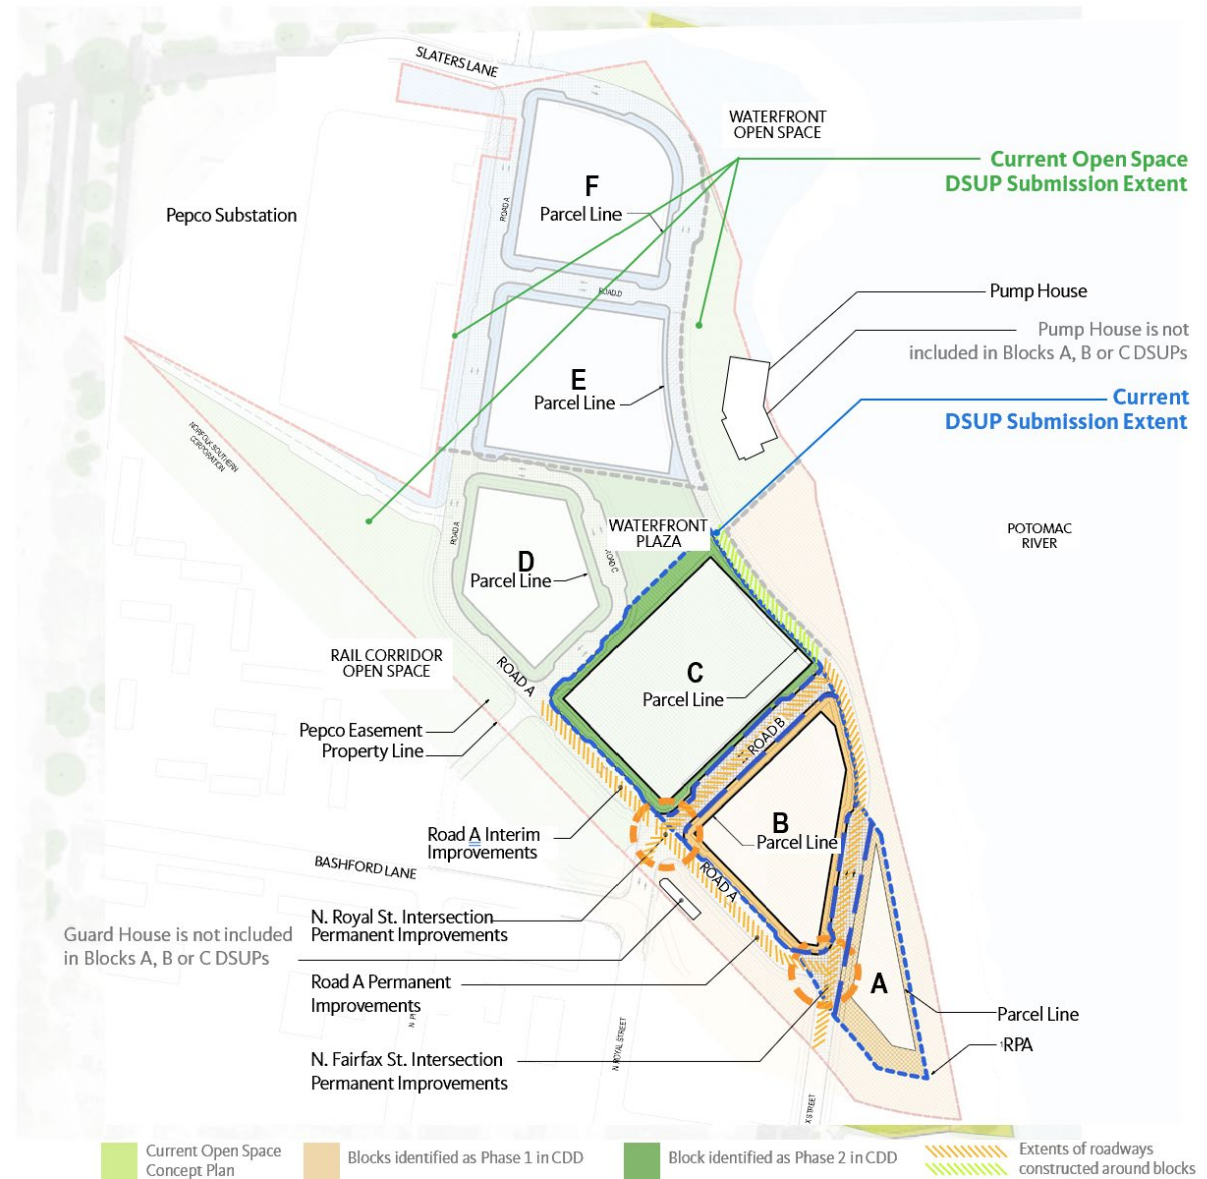 SLATERS LANE
WATERFRONT
OPEN SPACE
Current Open Space
DSUP Submission Extent
F
Parcel Line
ROAD A
Pepco Substation
ROAD D
Pump House
Pump House is not
included in Blocks A, B or C DSUPs
E
Parcel Line
Current
DSUP Submission Extent
NORFOLK SOUTHERN
CORPORATION
WATERFRONT
PLAZA
POTOMAC
RIVER
ROAD A
D
Parcel Line
ROAD C
RAIL CORRIDOR
OPEN SPACE
ROAD A
C
Parcel Line
Pepco Easement
Property Line
ROAD B
B
Parcel Line
Road A Interim
Improvements
BASHFORD LANE
ROAD A
N. Royal St. Intersection
Permanent Improvements
Guard House is not included
in Blocks A, B or C DSUPs
Road A Permanent
Improvements
A
Parcel Line
RPA
N ROYAL STREET
N. Fairfax St. Intersection
Permanent Improvements
X STREET
Current Open Space
Concept Plan
Blocks identified as Phase 1 in CDD
Block identified as Phase 2 in CDD
Extents of roadways
constructed around blocks